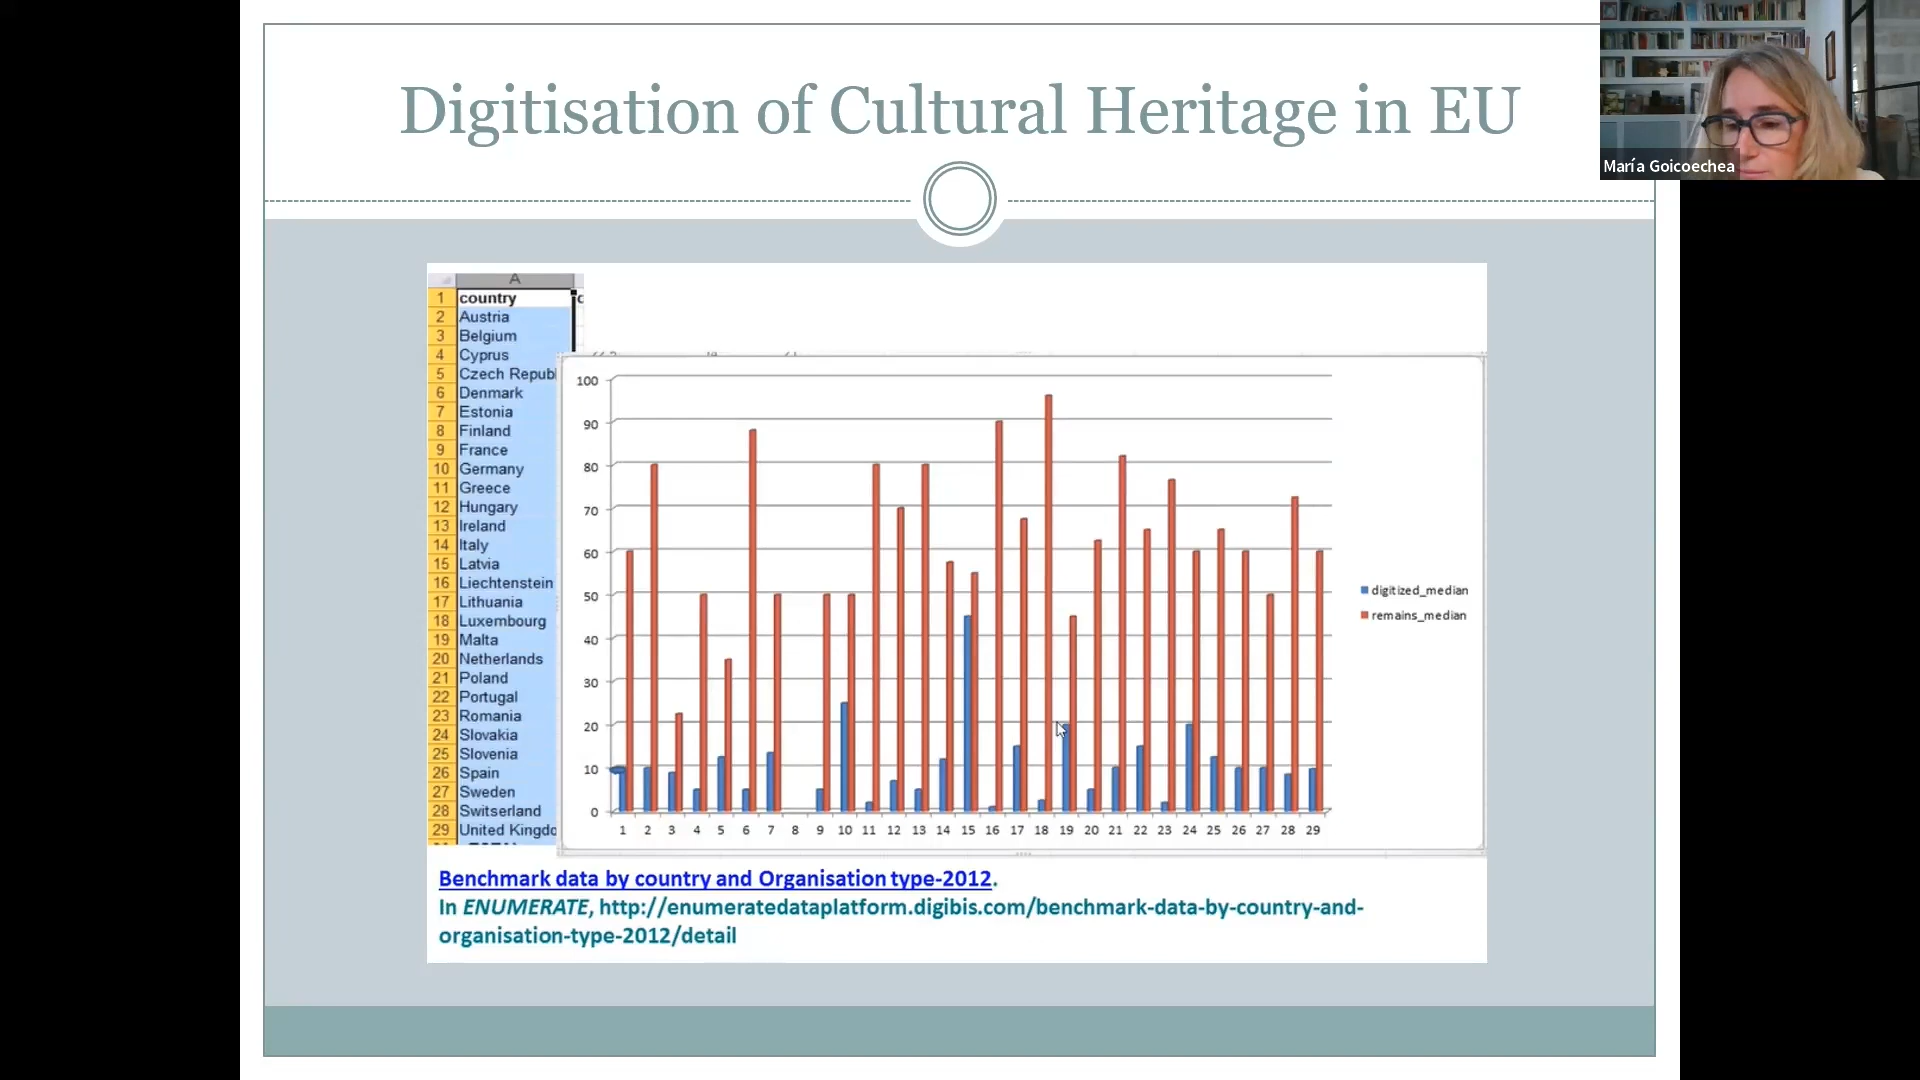 Digitisation of Cultural Heritage in EU
María Goicoechea
A
1 country
2 Austria
3 Belgium
4 Cyprus
5 Czech Republ
6 Denmark
7 Estonia
8 Finland
9 France
10 Germany
11 Greece
12 Hungary
13 Ireland
14 Italy
15 Latvia
16 Liechtenstein
17 Lithuania
18 Luxembourg
19 Malta
20 Netherlands
21 Poland
22 Portugal
23 Romania
24 Slovakia
25 Slovenia
26 Spain
27 Sweden
28 Switserland
29 United Kingdo
100
90
80
70
60
50
40
30
20
10
0
1 2 3 4 5 6 7 8 9 10 11 12 13 14 15 16 17 18 19 20 21 22 23 24 25 26 27 28 29
digitized_median
remains_median
Benchmark data by country and Organisation type-2012.
In ENUMERATE, http://enumeratedataplatform.digibis.com/benchmark-data-by-country-and-
organisation-type-2012/detail